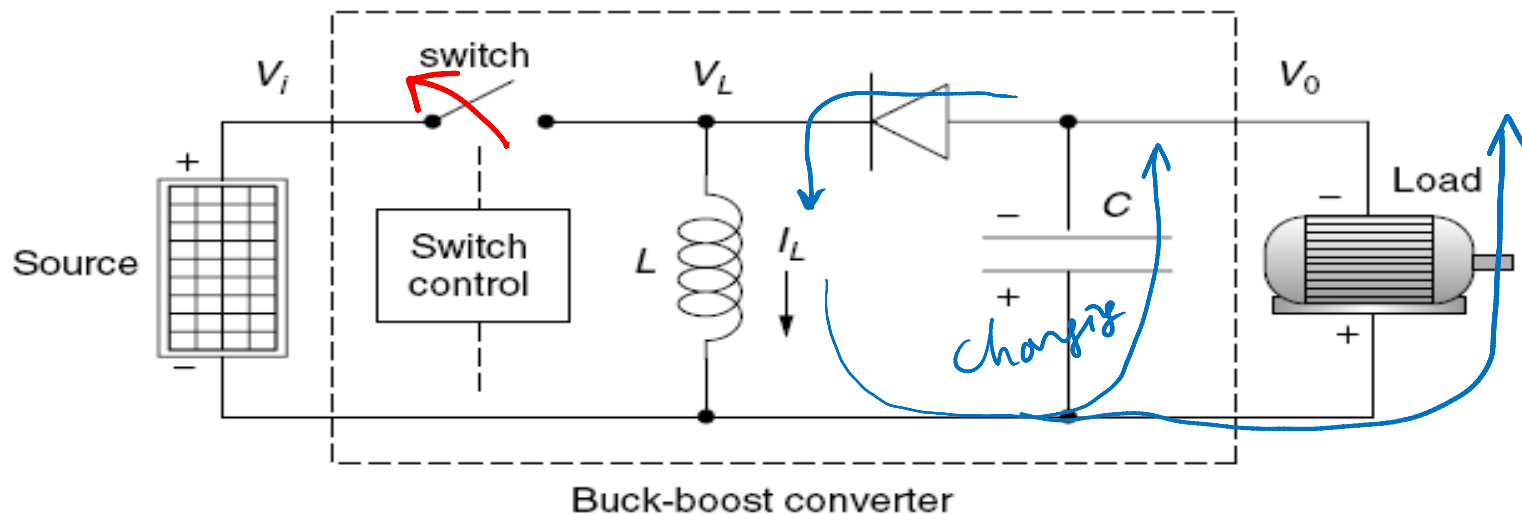 switch
Vi
VL
V0
+
Load
−
−
C
Source
Switch
control
L
IL
+
+
−
Charging
Buck-boost converter